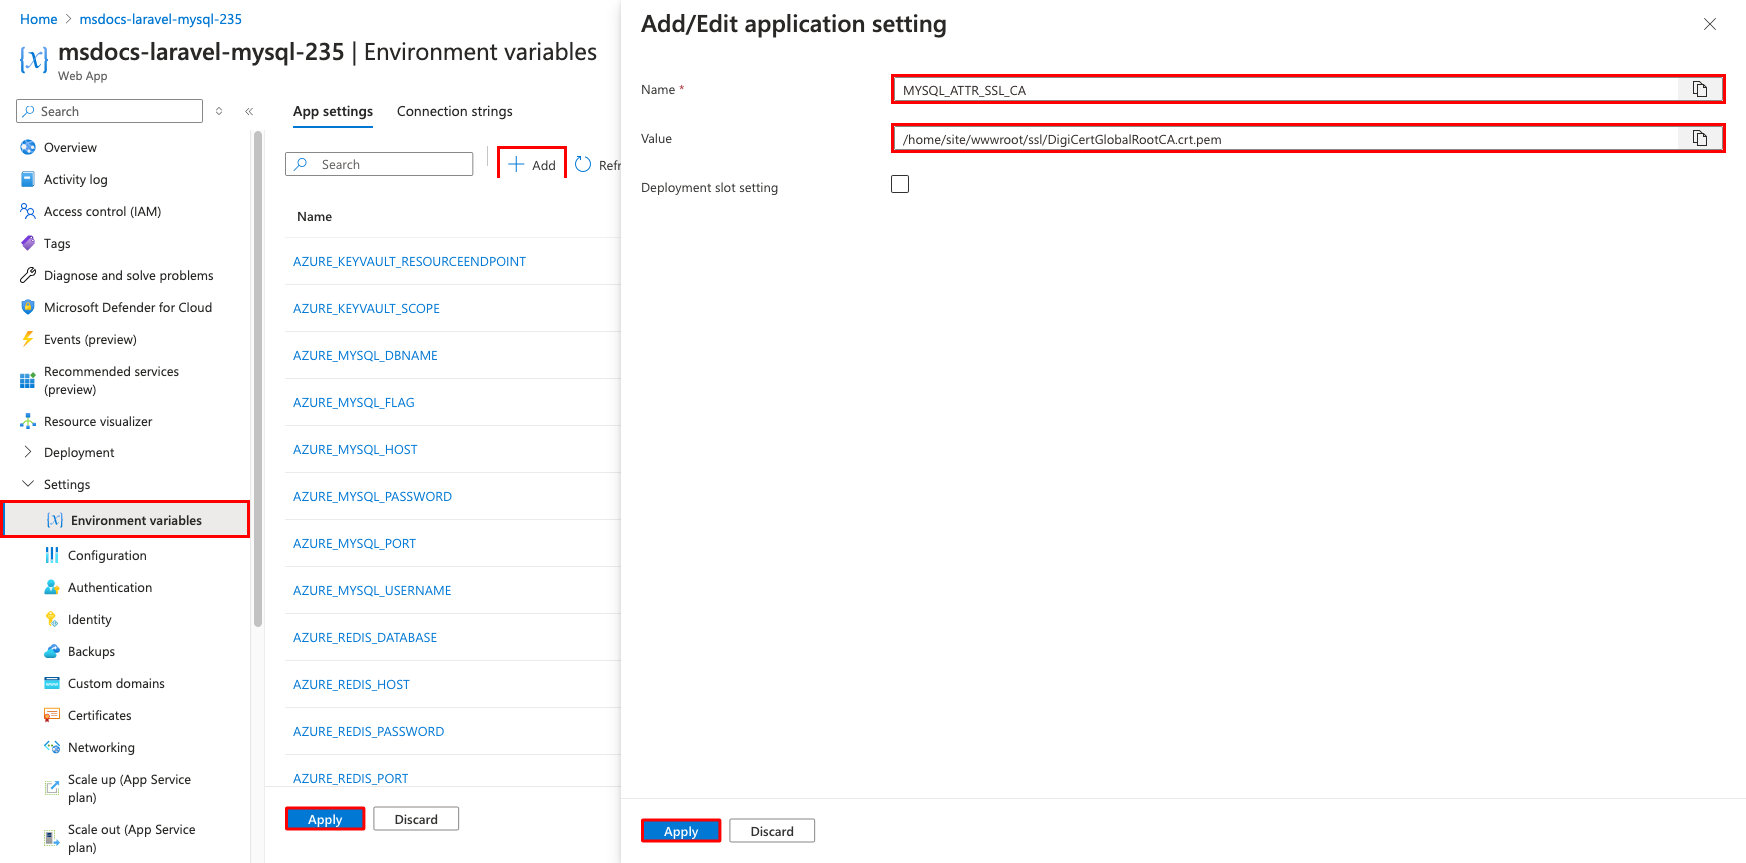 Home > msdocs-laravel-mysql-235
msdocs-laravel-mysql-235 | Environment variables
Web App
Search
Overview
Activity log
Access control (IAM)
Tags
Diagnose and solve problems
Microsoft Defender for Cloud
Events (preview)
Recommended services
(preview)
Resource visualizer
Deployment
Settings
Environment variables
Configuration
Authentication
Identity
Backups
Custom domains
Certificates
Networking
Scale up (App Service
plan)
Scale out (App Service
plan)
App settings Connection strings
Search Add Refr
Name
AZURE_KEYVAULT_RESOURCEENDPOINT
AZURE_KEYVAULT_SCOPE
AZURE_MYSQL_DBNAME
AZURE_MYSQL_FLAG
AZURE_MYSQL_HOST
AZURE_MYSQL_PASSWORD
AZURE_MYSQL_PORT
AZURE_MYSQL_USERNAME
AZURE_REDIS_DATABASE
AZURE_REDIS_HOST
AZURE_REDIS_PASSWORD
AZURE_REDIS_PORT
Apply Discard
Add/Edit application setting
Name * MYSQL_ATTR_SSL_CA
Value /home/site/wwwroot/ssl/DigiCertGlobalRootCA.crt.pem
Deployment slot setting
Apply Discard